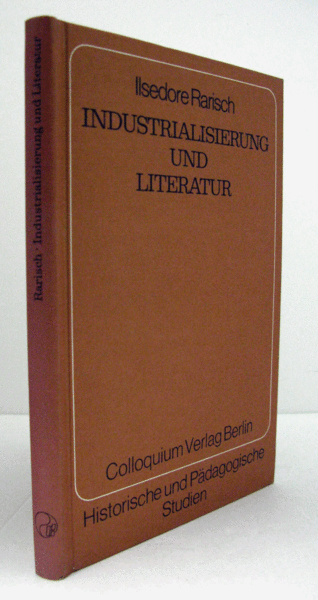 Ilsedore Rarisch
INDUSTRIALISIERUNG
UND
LITERATUR
Colloquium Verlag Berlin
Historische und Pädagogische
Studien
Rarisch · Industrialisierung und Literatur